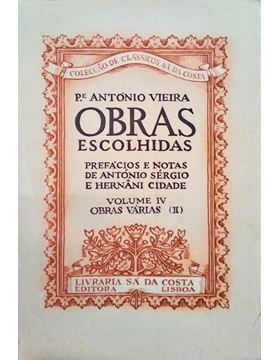 COLECÇÃO DE CLÁSSICOS SÁ DA COSTA
P.E ANTÓNIO VIEIRA
OBRAS
ESCOLHIDAS
PREFÁCIOS E NOTAS
DE ANTÓNIO SÉRGIO
E HERNÂNI CIDADE
VOLUME IV
OBRAS VÁRIAS (II)
LIVRARIA SÁ DA COSTA
EDITORA LISBOA